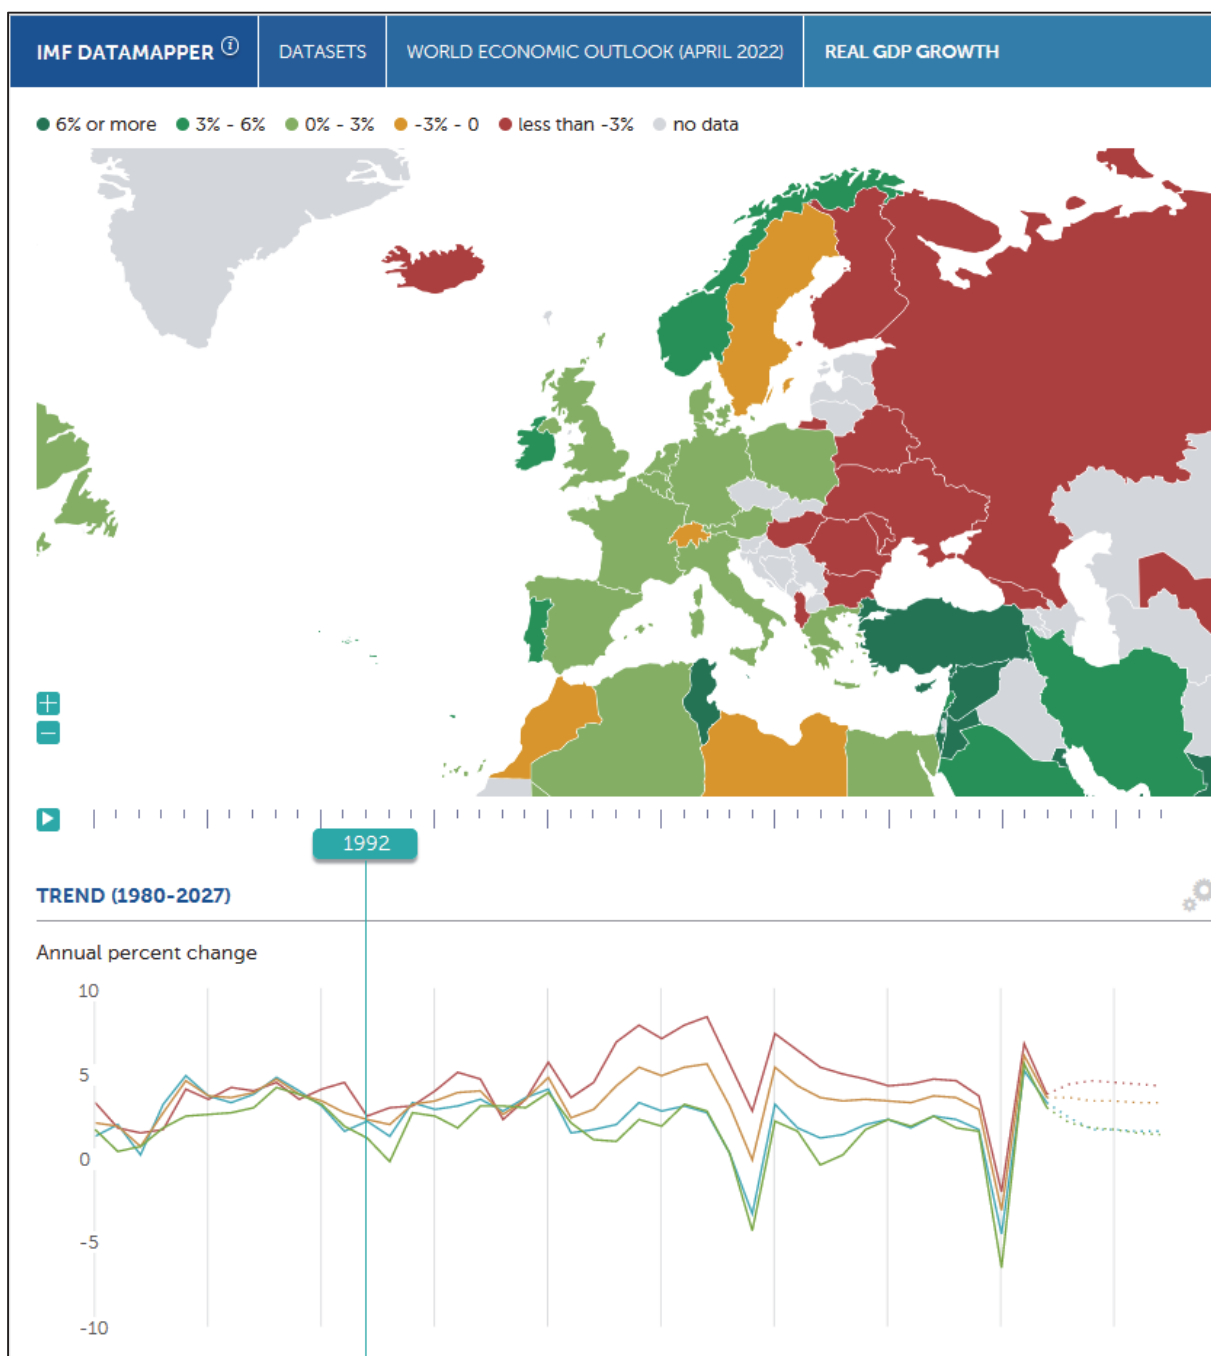 IMF DATAMAPPER i DATASETS WORLD ECONOMIC OUTLOOK (APRIL 2022) REAL GDP GROWTH
6% or more 3% - 6% 0% - 3% -3% - 0 less than -3% no data
1992
TREND (1980-2027)
Annual percent change
10
5
0
-5
-10